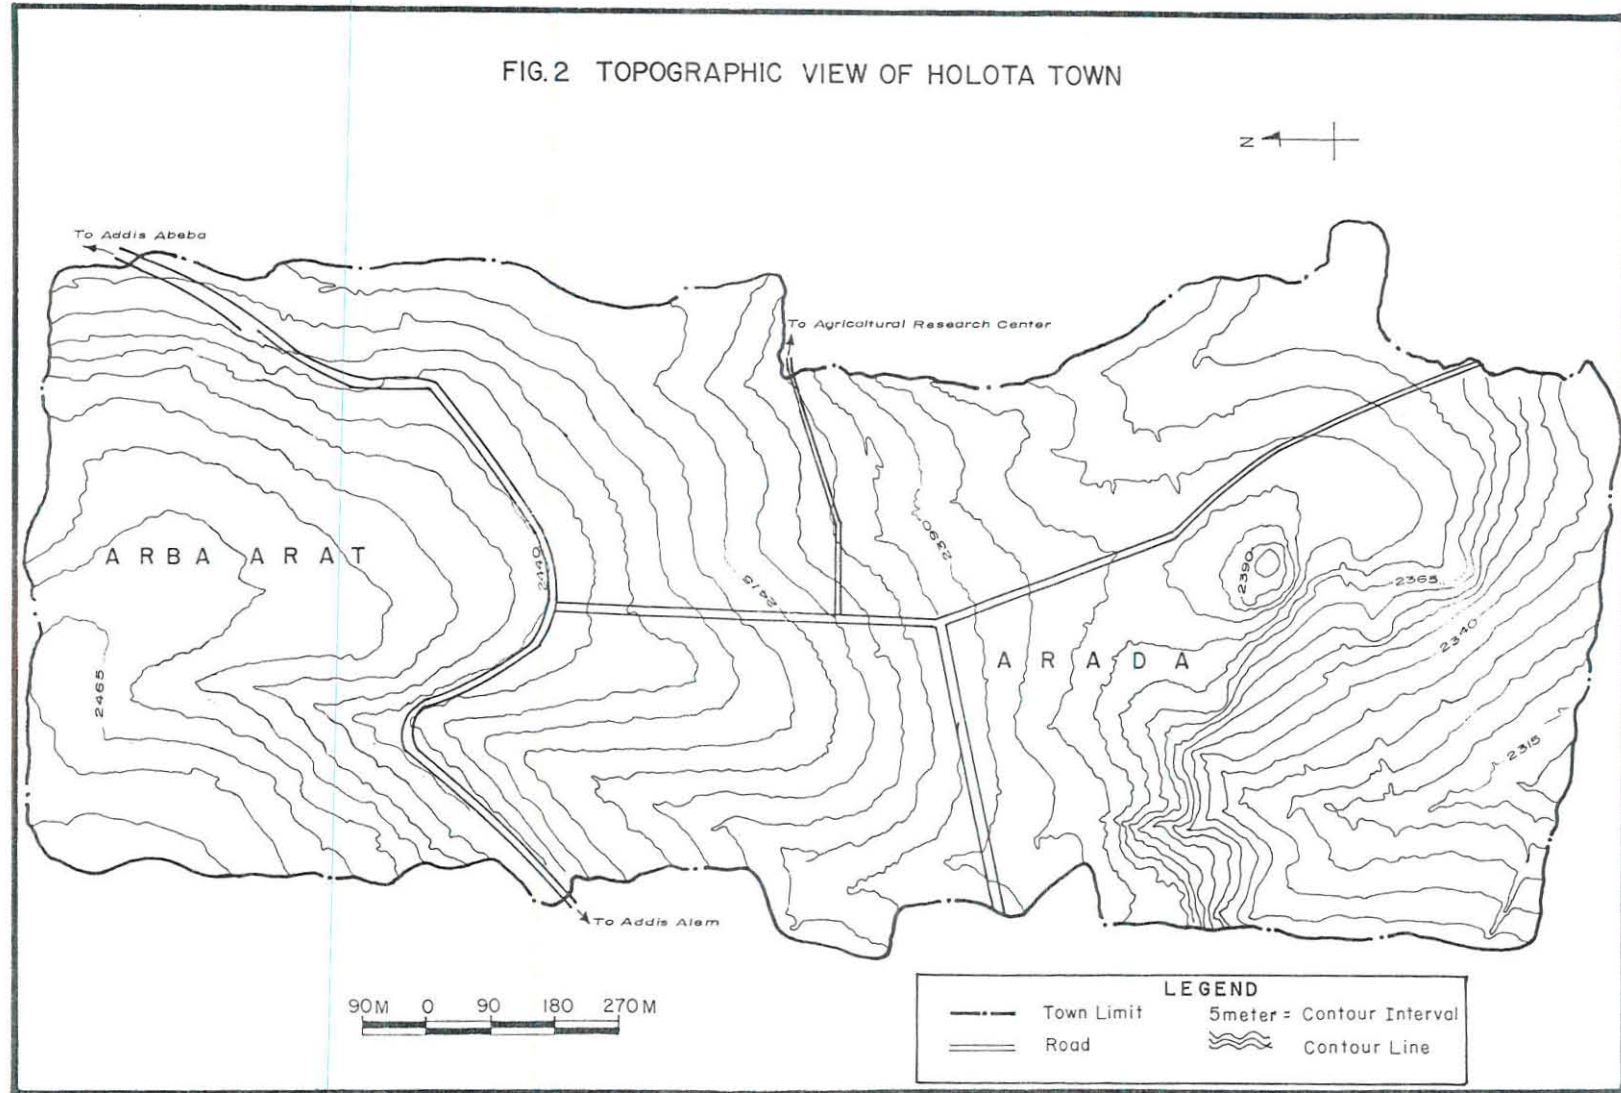 FIG. 2 TOPOGRAPHIC VIEW OF HOLOTA TOWN
N
To Addis Ababa
To Agricaltural Research Center
ARBA ARAT
2440
2415
2390
2390
2365
2340
ARADA
2465
2315
To Addis Alem
90M 0 90 180 270M
LEGEND
Town Limit
5meter = Contour Interval
Road
Contour Line